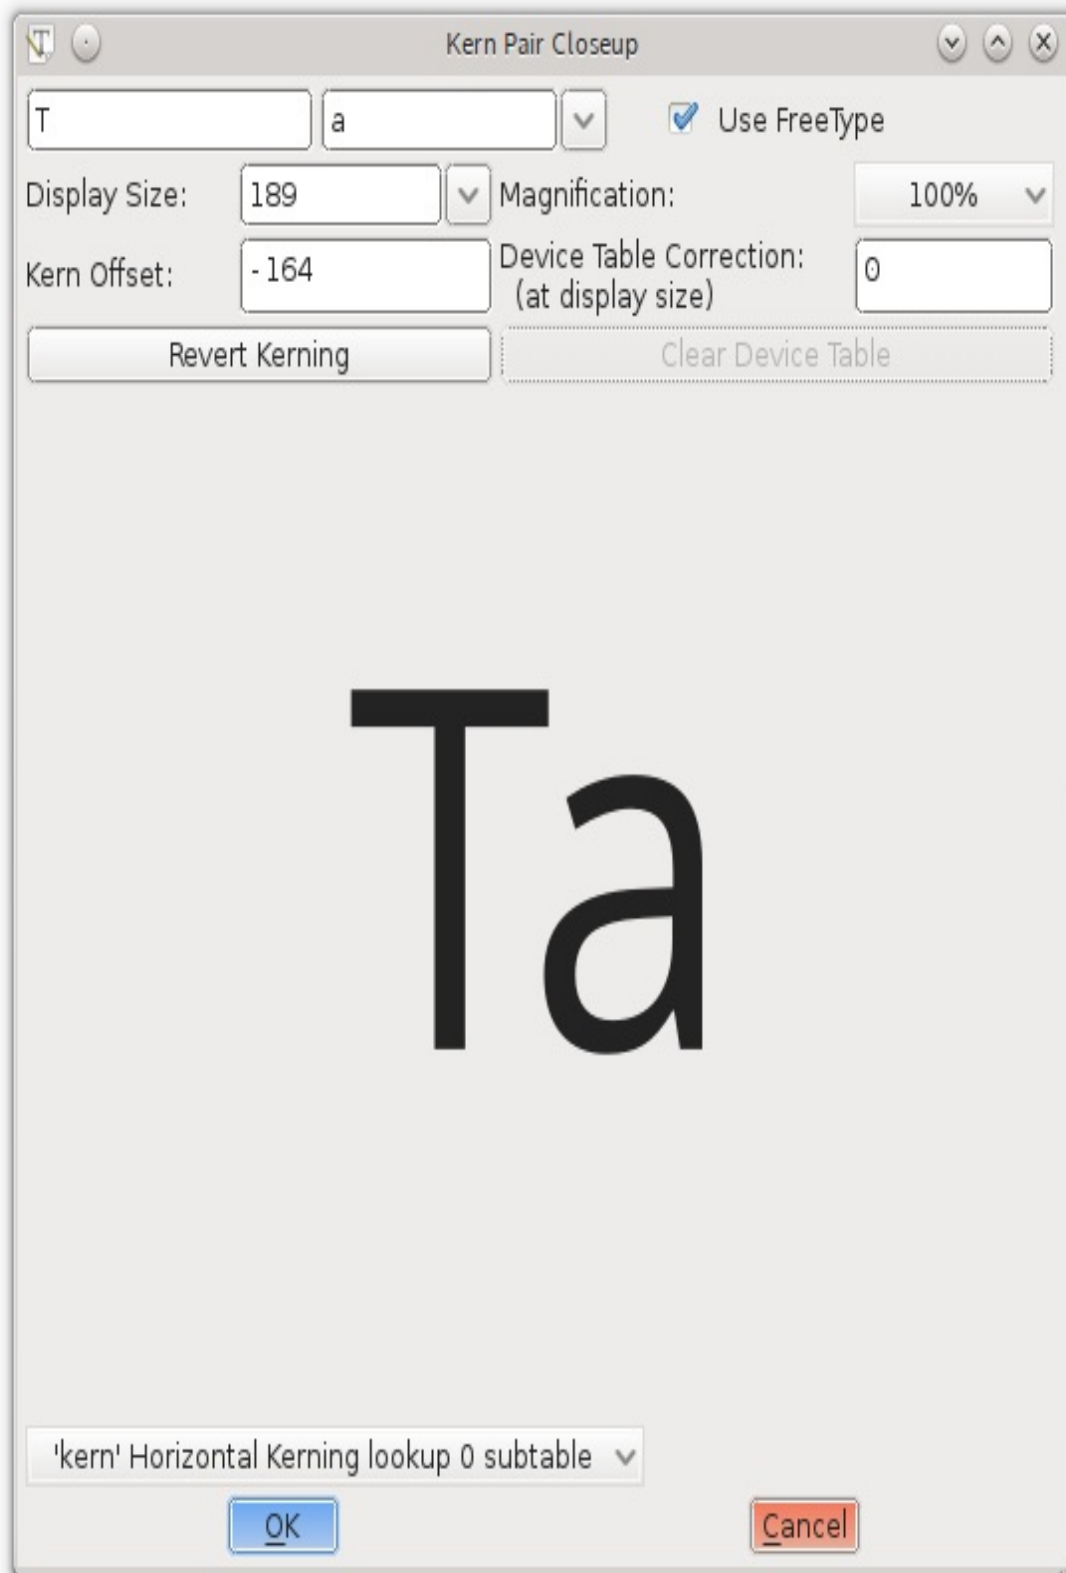 Kern Pair Closeup
T a Use FreeType
Display Size: 189 Magnification: 100%
Kern Offset: -164 Device Table Correction: 0
(at display size)
Revert Kerning Clear Device Table
Ta
'kern' Horizontal Kerning lookup 0 subtable
OK Cancel